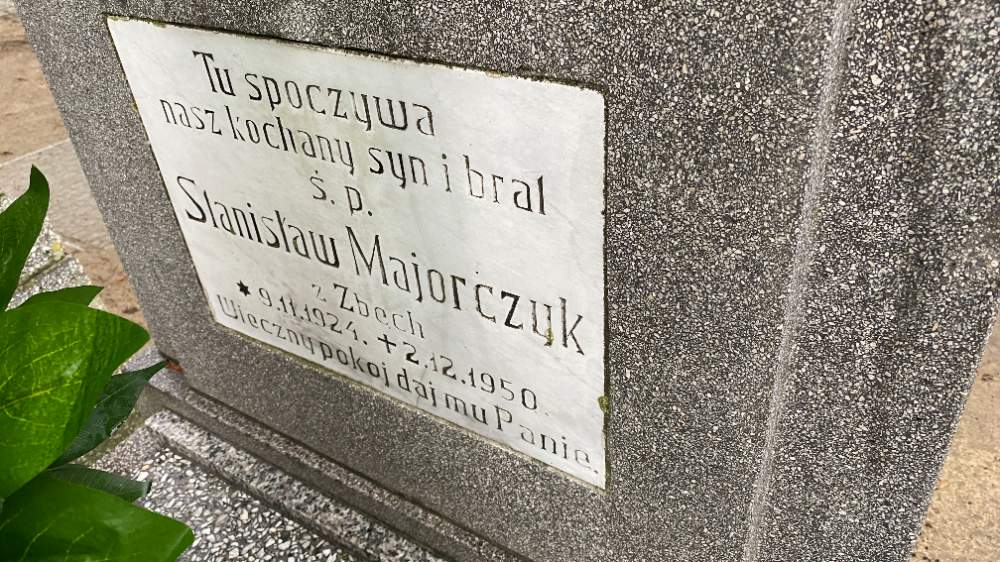 Tu spoczywa
nasz kochany syn i brat
ś. p.
Stanisław Majorczyk
z Zbęch
* 9.11.1924. + 2.12.1950.
Wieczny pokój daj mu Panie.